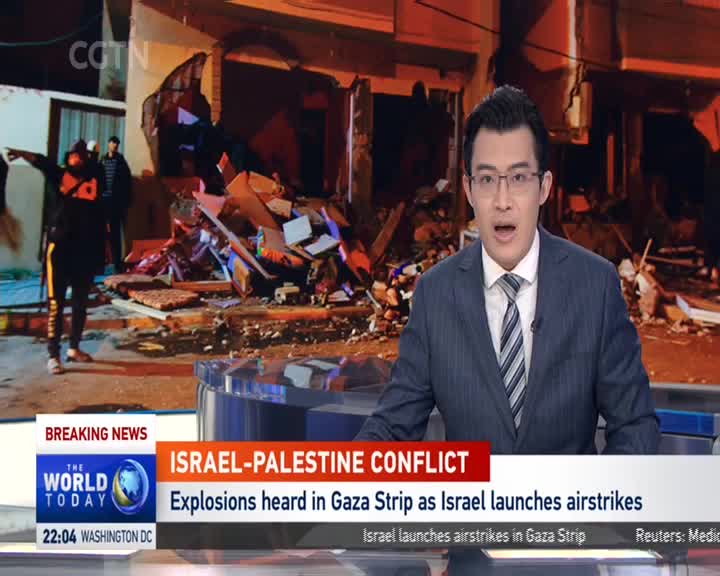 CGTN
BREAKING NEWS
ISRAEL-PALESTINE CONFLICT
THE
WORLD
TODAY
Explosions heard in Gaza Strip as Israel launches airstrikes
22:04 WASHINGTON DC
Israel launches airstrikes in Gaza Strip Reuters: Medic